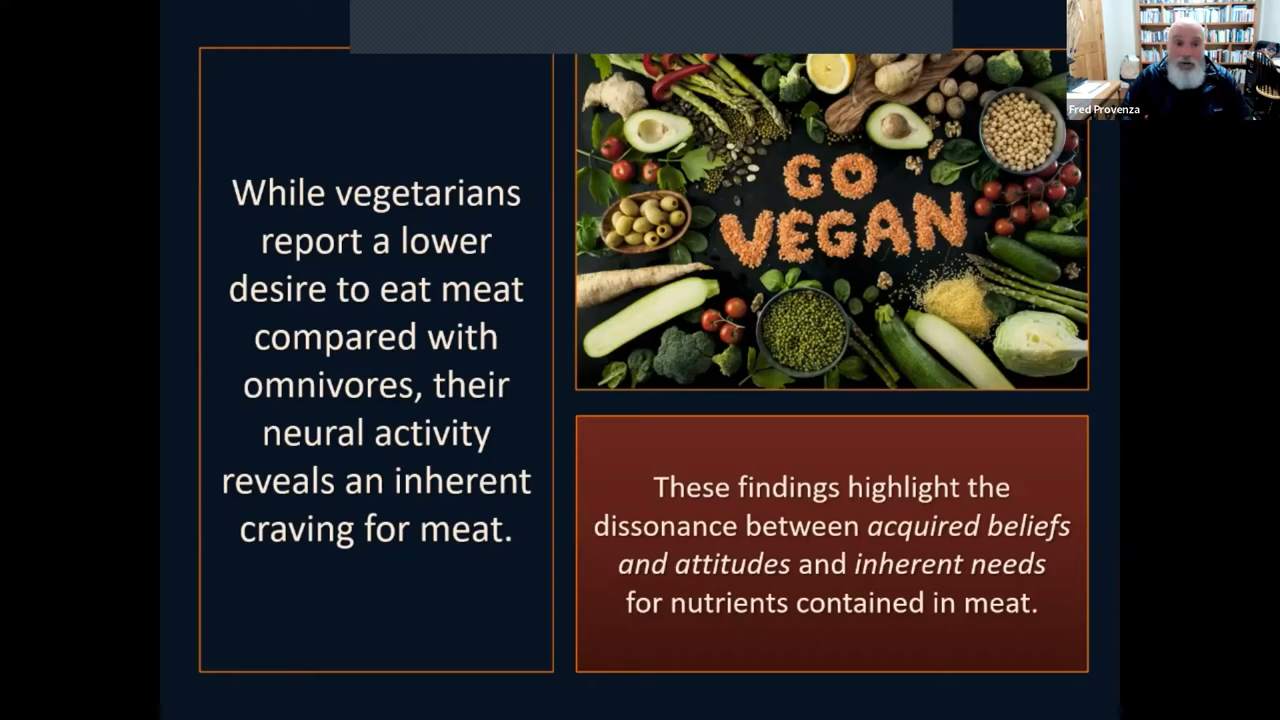 While vegetarians
report a lower
desire to eat meat
compared with
omnivores, their
neural activity
reveals an inherent
craving for meat.
GO
VEGAN
These findings highlight the
dissonance between acquired beliefs
and attitudes and inherent needs
for nutrients contained in meat.
Fred Provenza